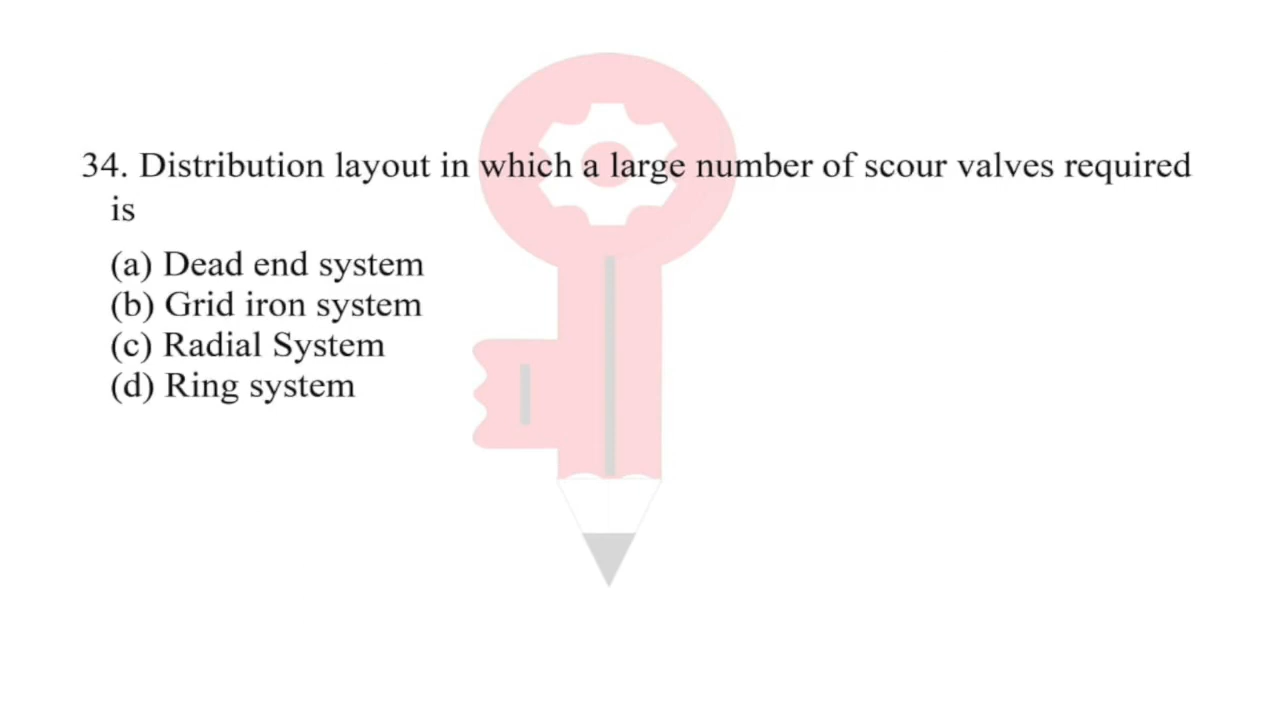 34. Distribution layout in which a large number of scour valves required
is
(a) Dead end system
(b) Grid iron system
(c) Radial System
(d) Ring system